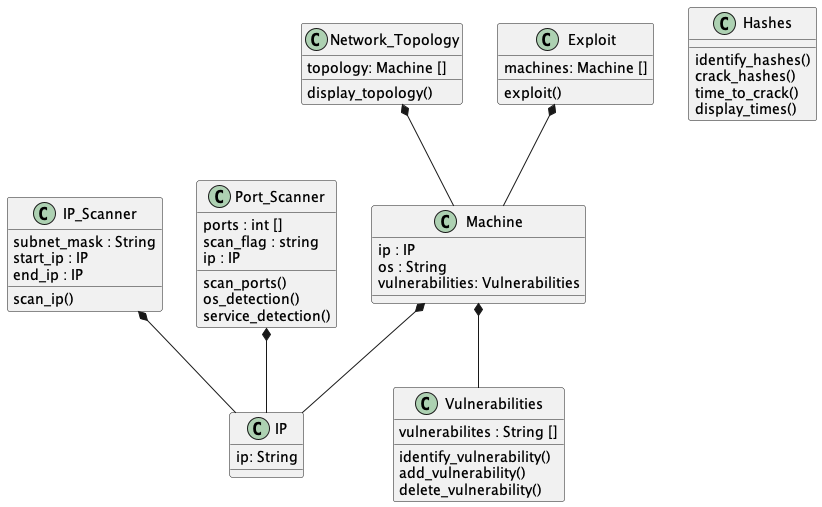 C Network_Topology
topology: Machine []
display_topology()
C Exploit
machines: Machine []
exploit()
C Hashes
identify_hashes()
crack_hashes()
time_to_crack()
display_times()
C IP_Scanner
subnet_mask : String
start_ip : IP
end_ip : IP
scan_ip()
C Port_Scanner
ports : int []
scan_flag : string
ip : IP
scan_ports()
os_detection()
service_detection()
C Machine
ip : IP
os : String
vulnerabilities: Vulnerabilities
C IP
ip: String
C Vulnerabilities
vulnerabilites : String []
identify_vulnerability()
add_vulnerability()
delete_vulnerability()